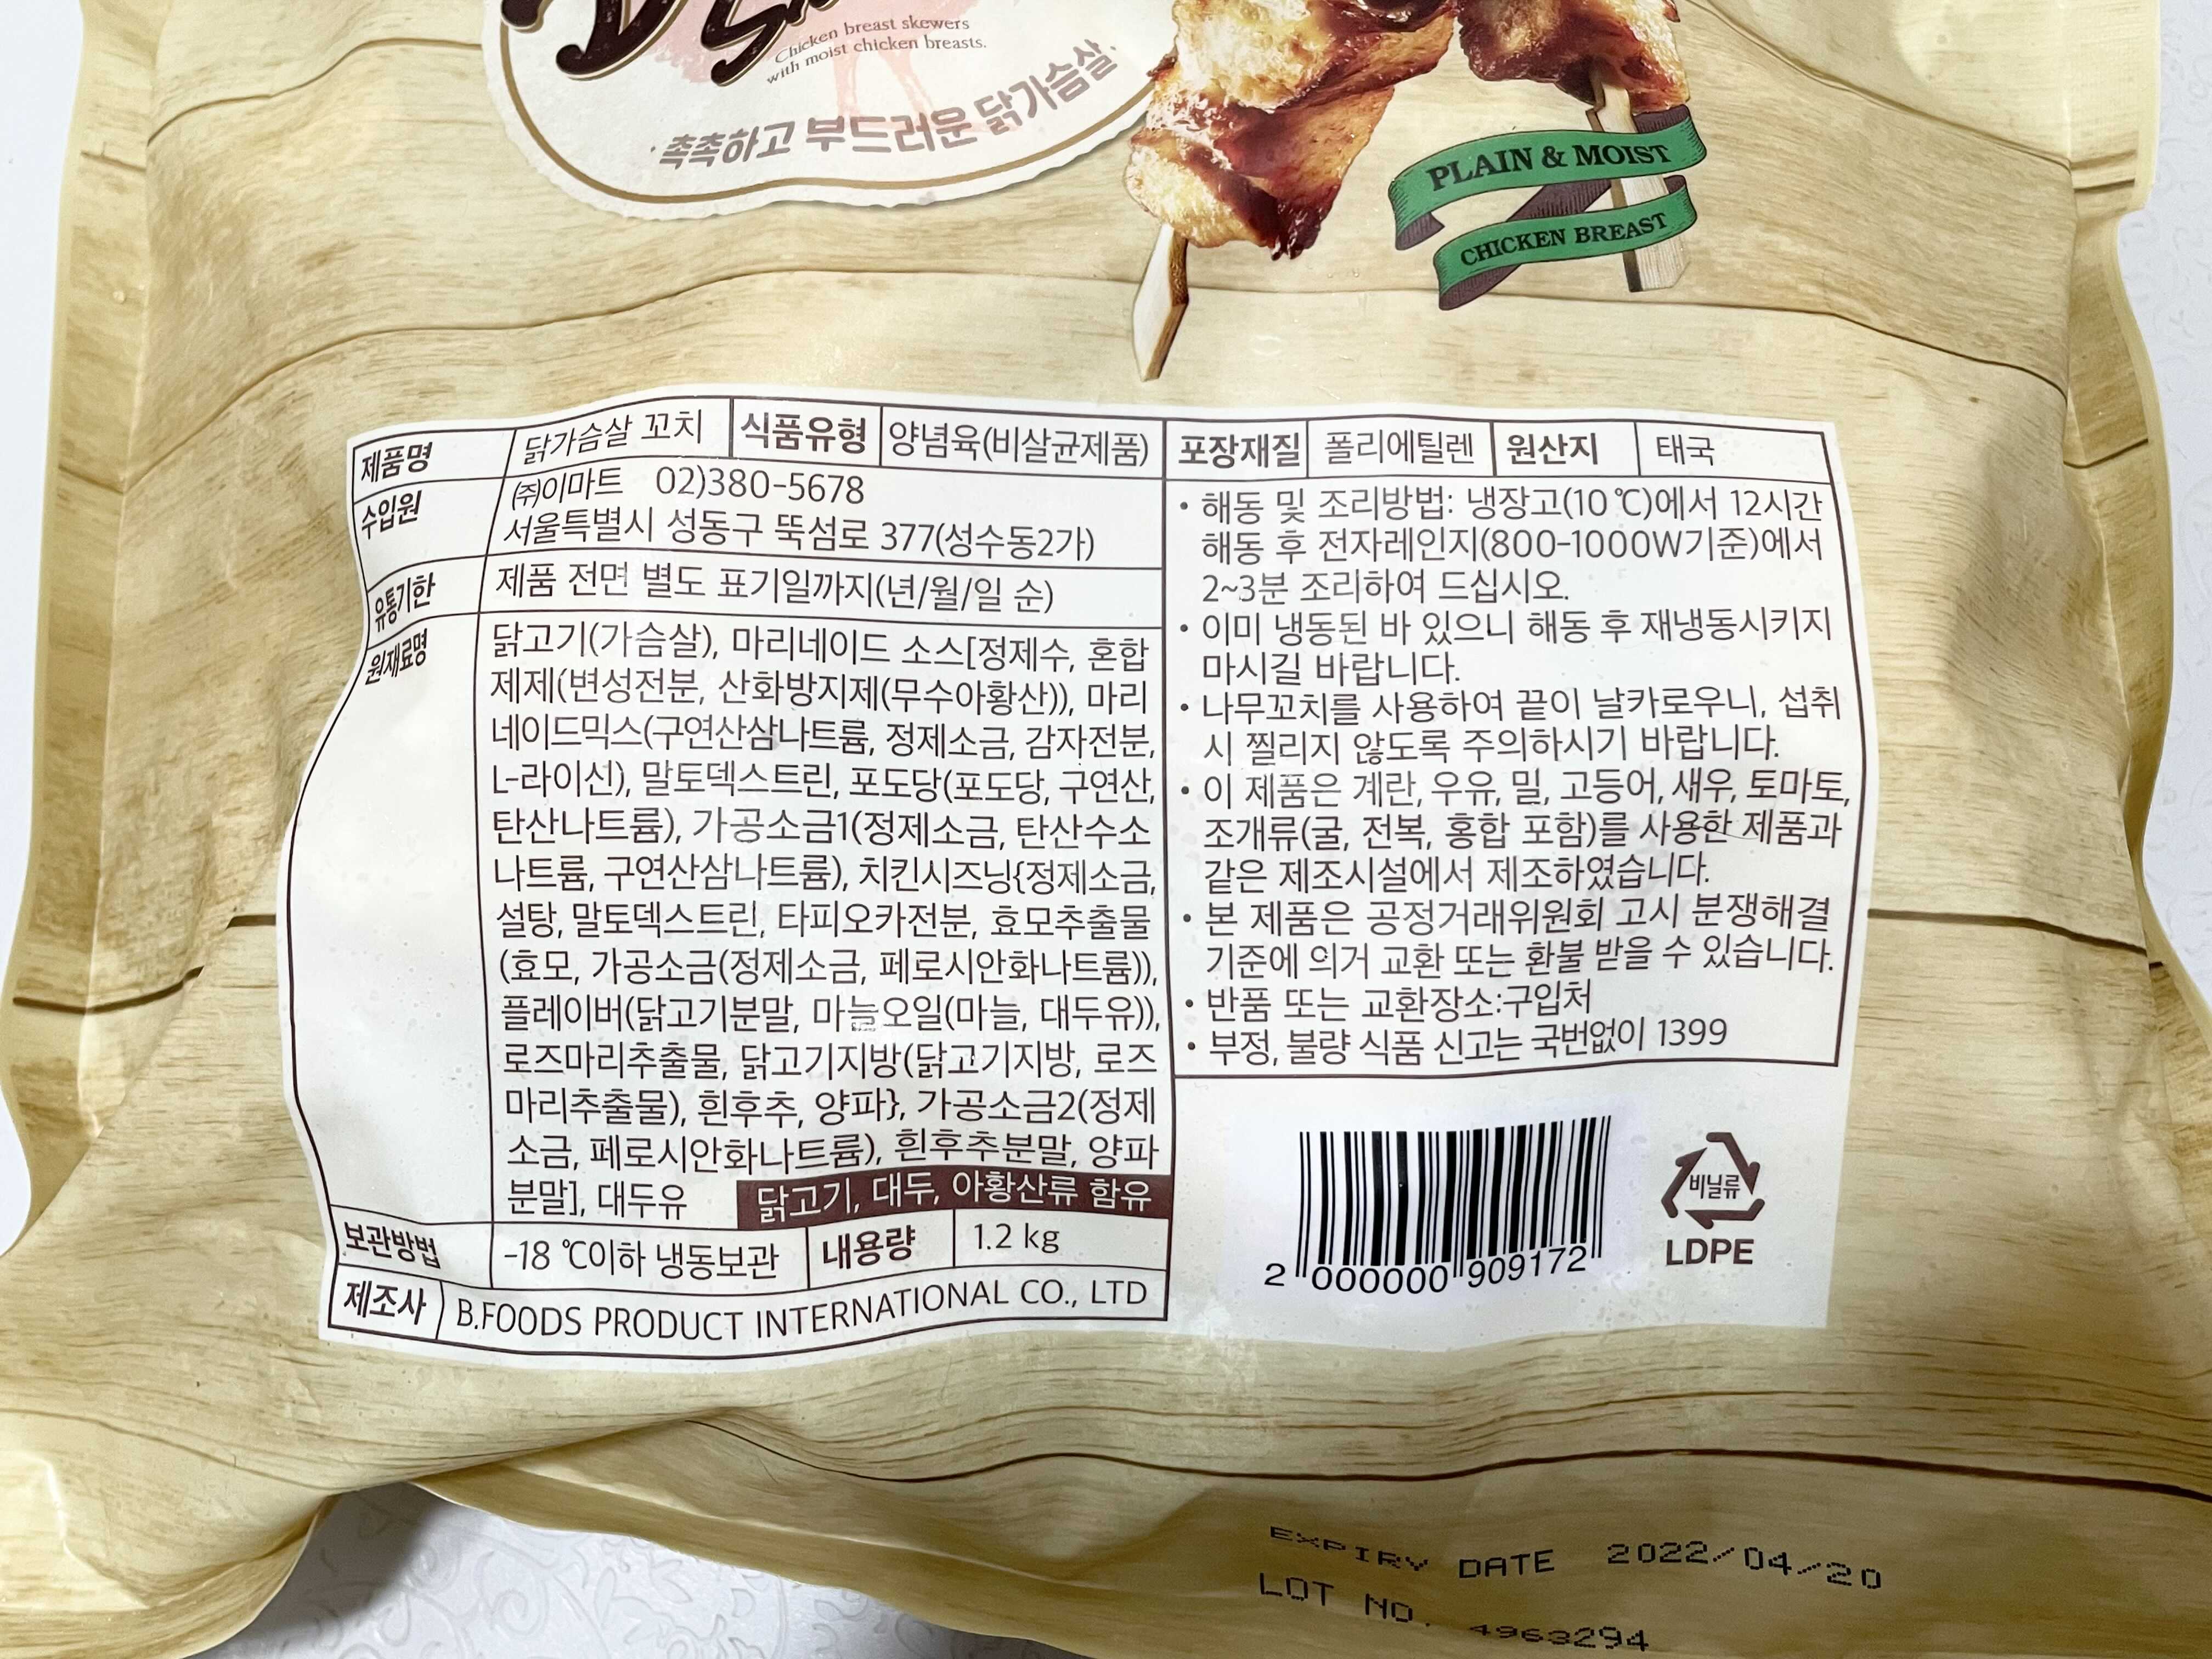 Chicken breast skewers
with moist chicken breasts.
· 촉촉하고 부드러운 닭가슴살 ·
PLAIN & MOIST
CHICKEN BREAST
제품명 닭가슴살 꼬치 식품유형 양념육(비살균제품) 포장재질 폴리에틸렌 원산지 태국
수입원 ㈜이마트 02)380-5678
서울특별시 성동구 뚝섬로 377(성수동2가)
유통기한 제품 전면 별도 표기일까지(년/월/일 순)
원재료명 닭고기(가슴살), 마리네이드 소스[정제수, 혼합
제제(변성전분, 산화방지제(무수아황산)), 마리
네이드믹스(구연산삼나트륨, 정제소금, 감자전분,
L-라이신), 말토덱스트린, 포도당(포도당, 구연산,
탄산나트륨), 가공소금1(정제소금, 탄산수소
나트륨, 구연산삼나트륨), 치킨시즈닝{정제소금,
설탕, 말토덱스트린, 타피오카전분, 효모추출물
(효모, 가공소금(정제소금, 페로시안화나트륨)),
플레이버(닭고기분말, 마늘오일(마늘, 대두유)),
로즈마리추출물, 닭고기지방(닭고기지방, 로즈
마리추출물), 흰후추, 양파}, 가공소금2(정제
소금, 페로시안화나트륨), 흰후추분말, 양파
분말], 대두유 닭고기, 대두, 아황산류 함유
보관방법 -18 ℃이하 냉동보관 내용량 1.2 kg
제조사 B.FOODS PRODUCT INTERNATIONAL CO., LTD
• 해동 및 조리방법: 냉장고(10 ℃)에서 12시간
해동 후 전자레인지(800-1000W기준)에서
2~3분 조리하여 드십시오.
• 이미 냉동된 바 있으니 해동 후 재냉동시키지
마시길 바랍니다.
• 나무꼬치를 사용하여 끝이 날카로우니, 섭취
시 찔리지 않도록 주의하시기 바랍니다.
• 이 제품은 계란, 우유, 밀, 고등어, 새우, 토마토,
조개류(굴, 전복, 홍합 포함)를 사용한 제품과
같은 제조시설에서 제조하였습니다.
• 본 제품은 공정거래위원회 고시 분쟁해결
기준에 의거 교환 또는 환불 받을 수 있습니다.
• 반품 또는 교환장소:구입처
• 부정, 불량 식품 신고는 국번없이 1399
2 000000 909172
비닐류
LDPE
EXPIRY DATE 2022/04/20
LOT NO. 4963294